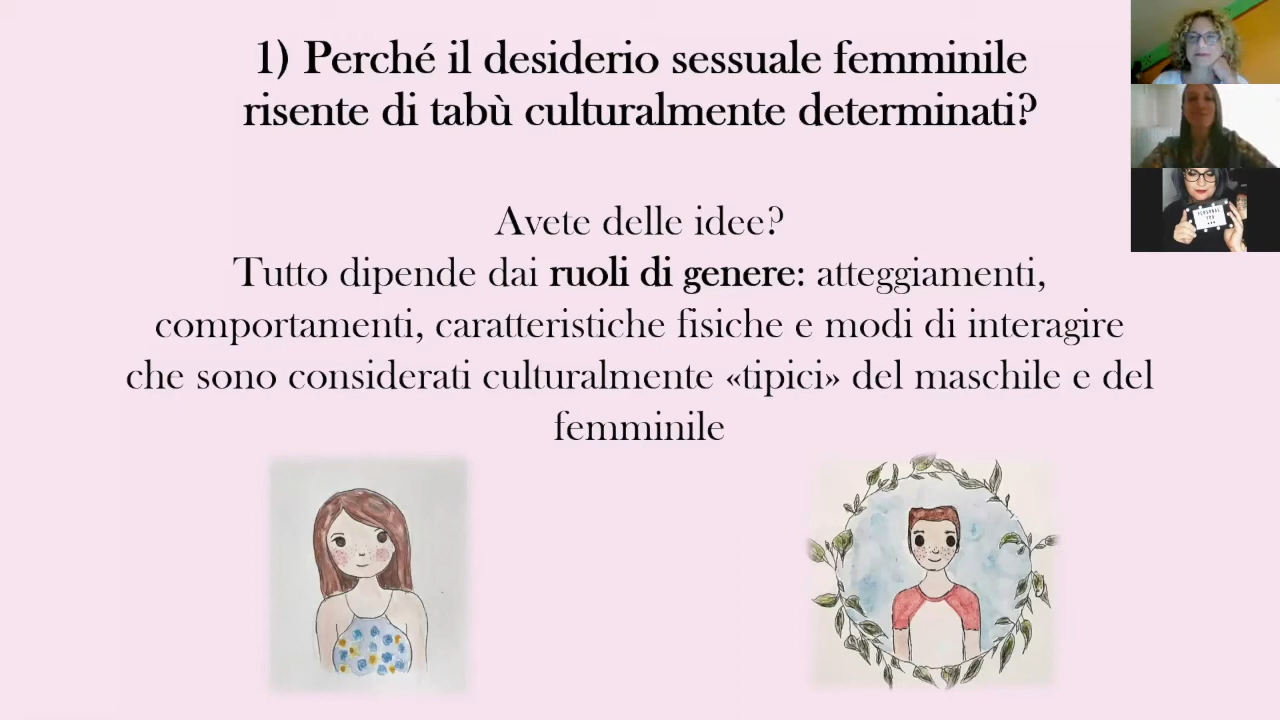 1) Perché il desiderio sessuale femminile
risente di tabù culturalmente determinati?
Avete delle idee?
Tutto dipende dai ruoli di genere: atteggiamenti,
comportamenti, caratteristiche fisiche e modi di interagire
che sono considerati culturalmente «tipici» del maschile e del
femminile